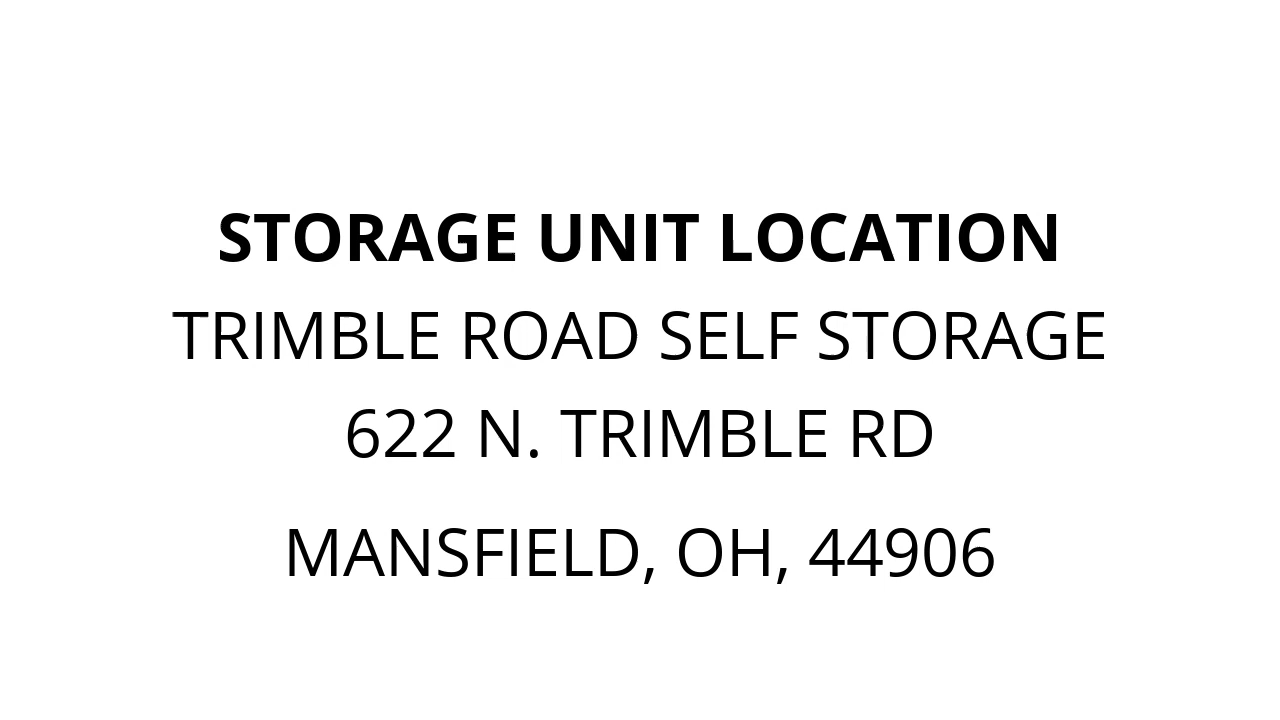 STORAGE UNIT LOCATION
TRIMBLE ROAD SELF STORAGE
622 N. TRIMBLE RD
MANSFIELD, OH, 44906